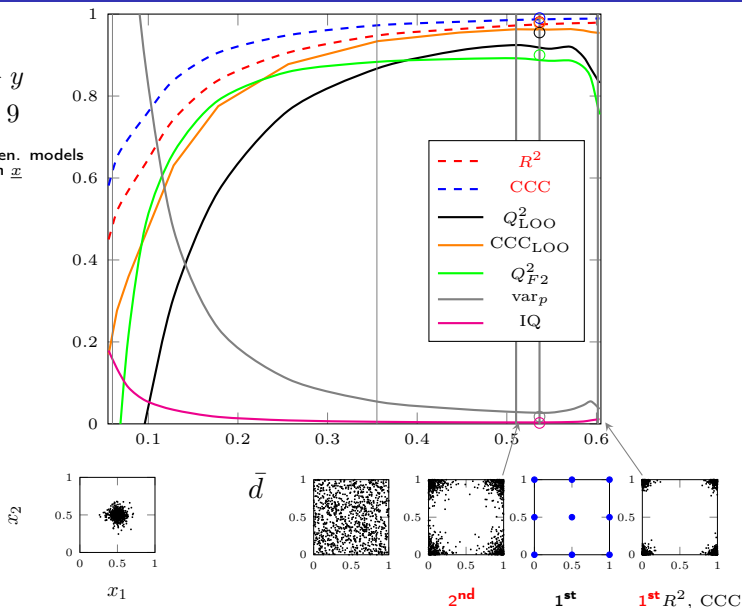 y
9
en. models
n x
1
0.8
0.6
0.4
0.2
0
0.1 0.2 0.3 0.4 0.5 0.6
R²
CCC
Q²LOO
CCCLOO
Q²F2
varp
IQ
d̄
x₂
1
0.5
0
0 0.5 1
x₁
1
0.5
0
0 0.5 1
1
0.5
0
0 0.5 1
2nd
1
0.5
0
0 0.5 1
1st
1
0.5
0
0 0.5 1
1st R², CCC